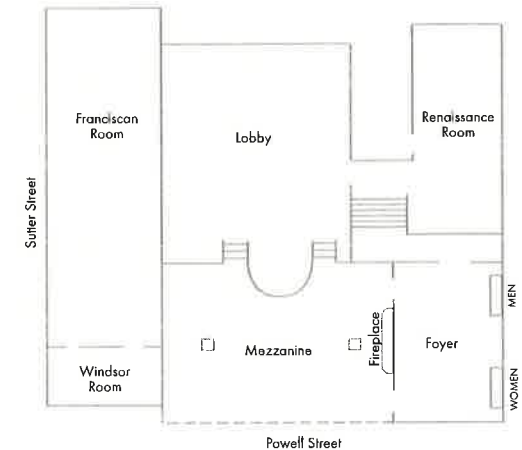 Franciscan
Room
Lobby
Renaissance
Room
Sutter Street
Mezzanine
Fireplace
Foyer
MEN
WOMEN
Windsor
Room
Powell Street